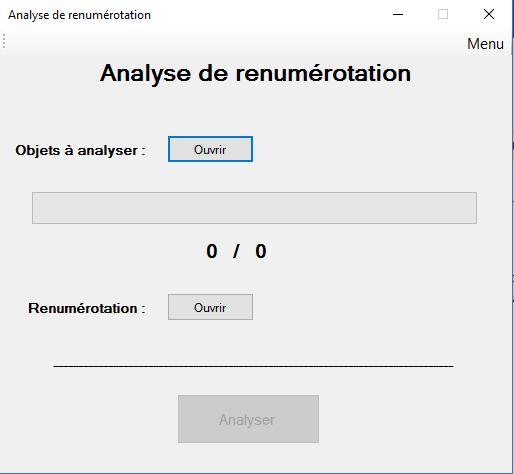 Analyse de renumérotation
Menu
Analyse de renumérotation
Objets à analyser : Ouvrir
0 / 0
Renumérotation : Ouvrir
Analyser